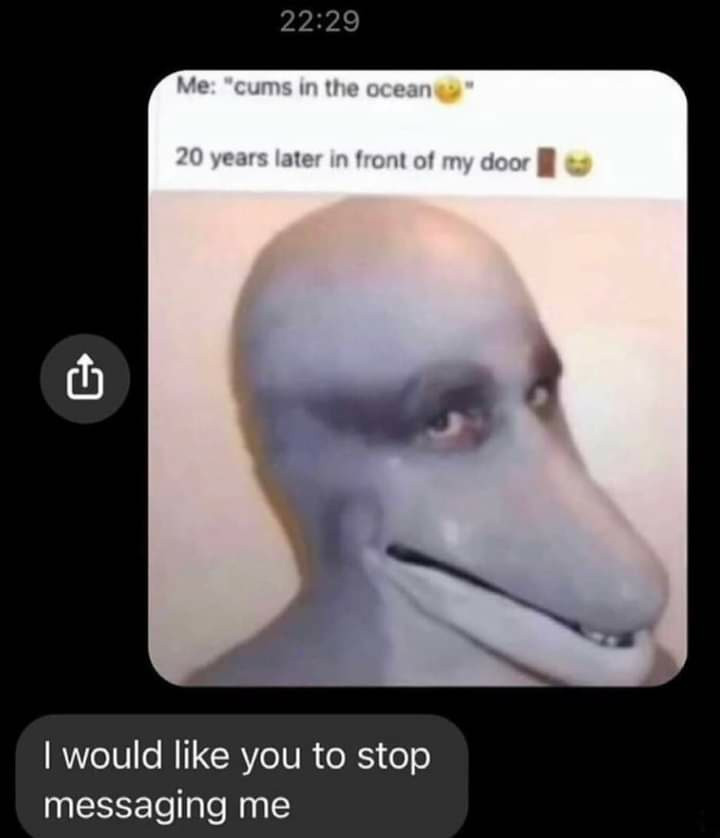 22:29
Me: "cums in the ocean🙂"
20 years later in front of my door🚪😭
I would like you to stop
messaging me